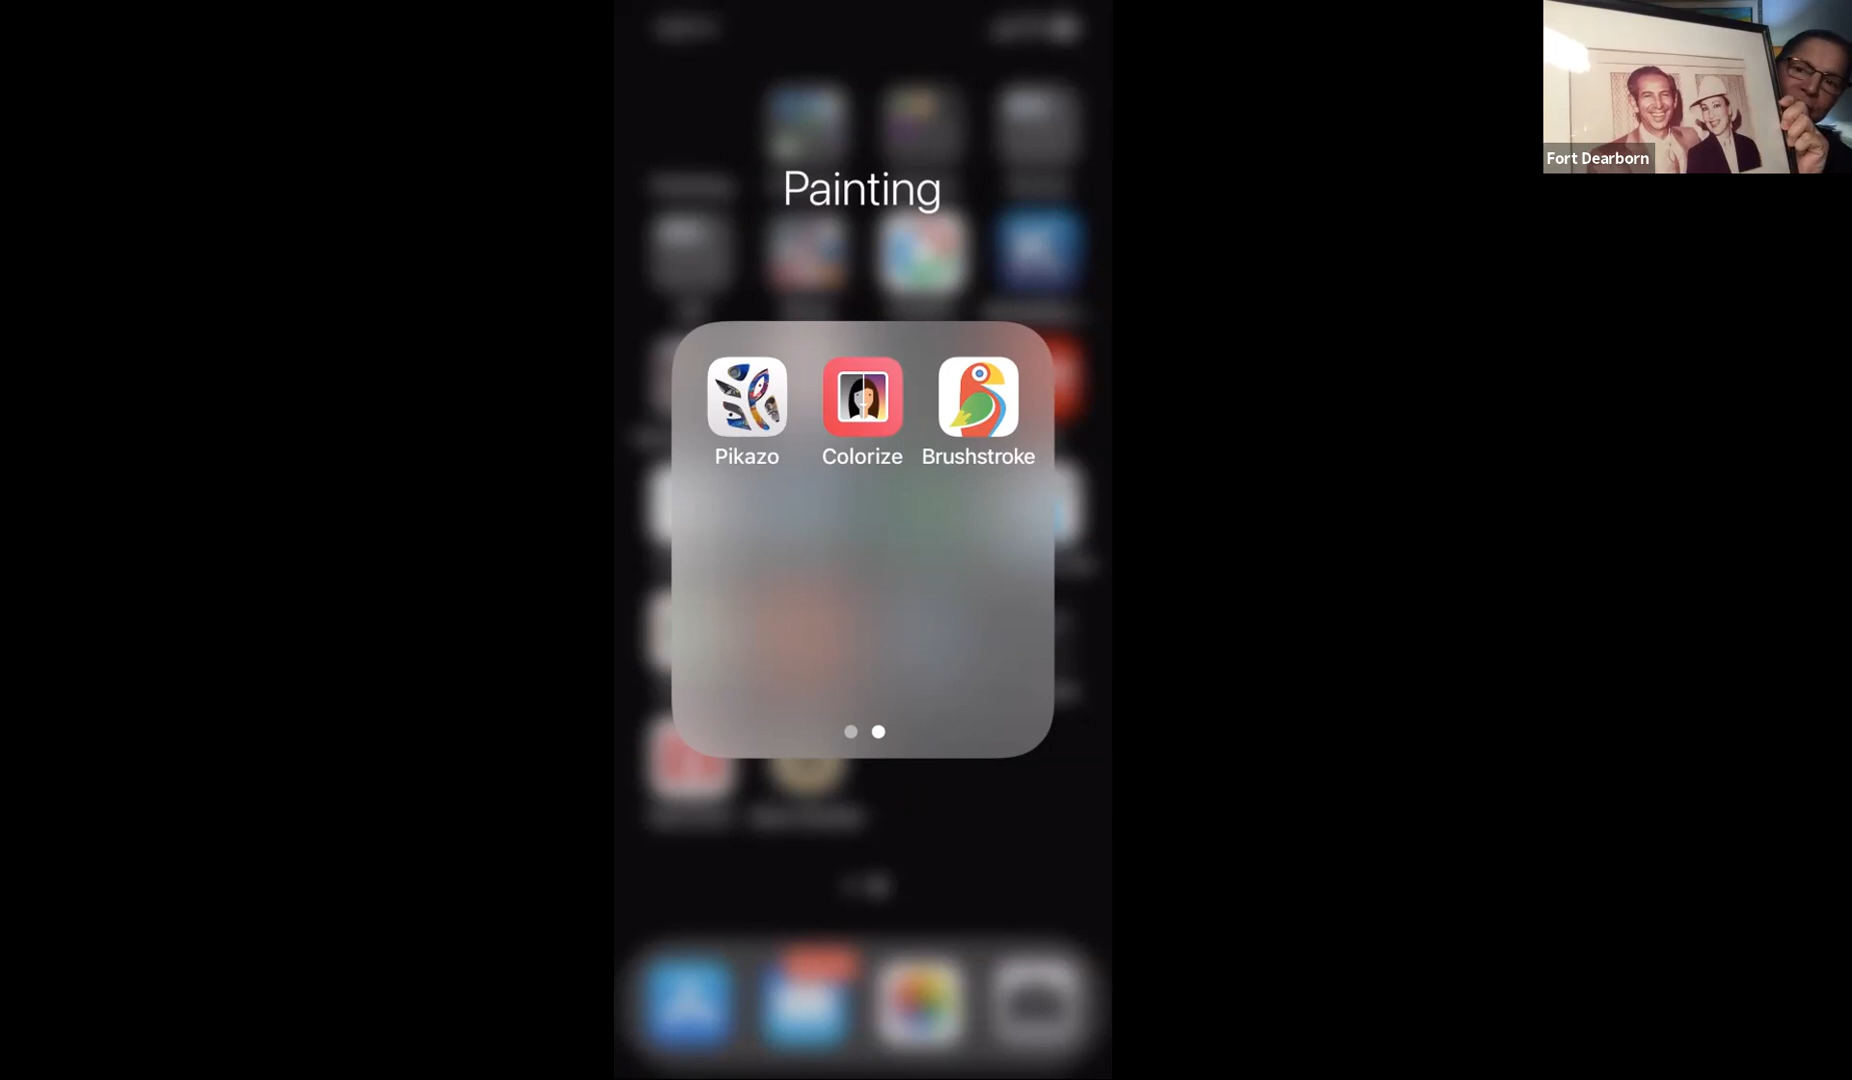 Painting
Pikazo
Colorize
Brushstroke
Fort Dearborn